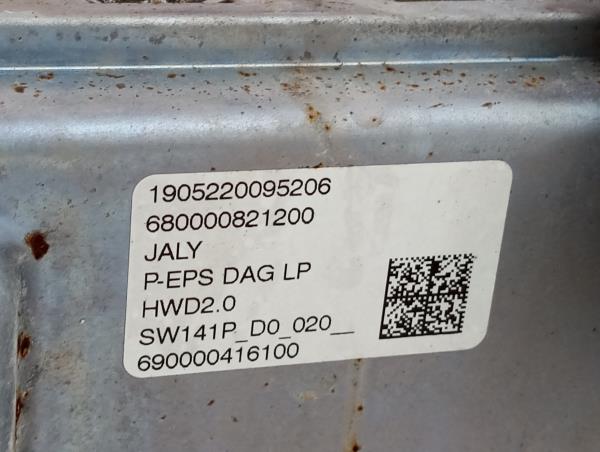 1905220095206
680000821200
JALY
P-EPS DAG LP
HWD2.0
SW141P_D0_020__
690000416100